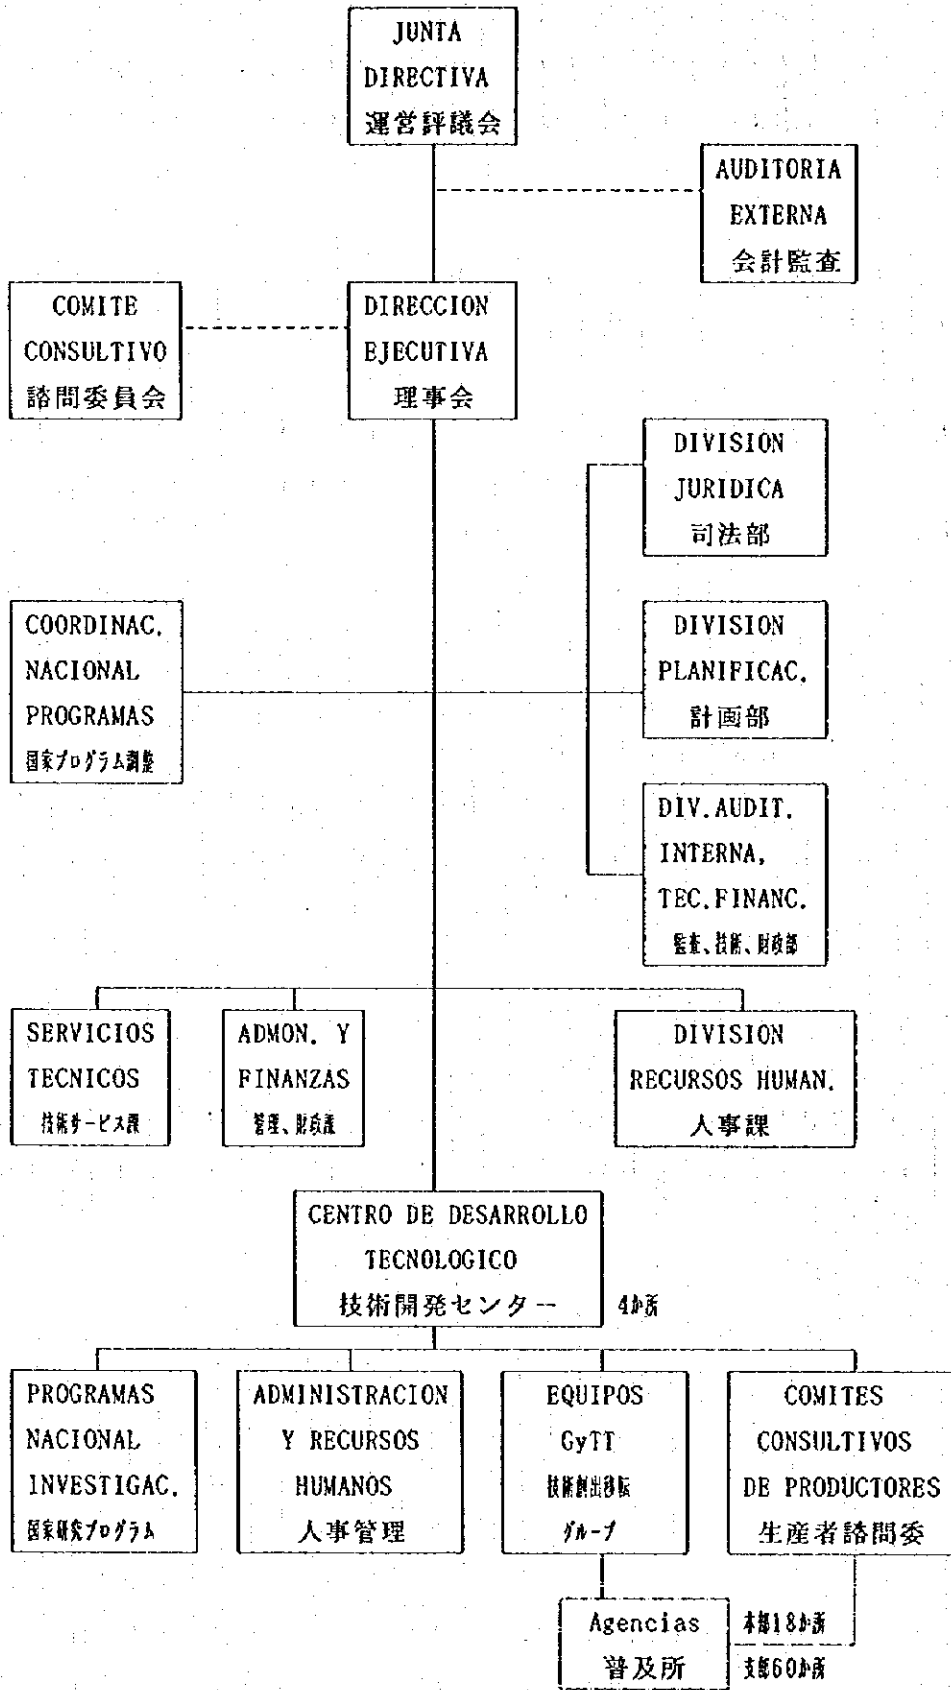 JUNTA
DIRECTIVA
運営評議会
AUDITORIA
EXTERNA
会計監査
COMITE
CONSULTIVO
諮問委員会
DIRECCION
EJECUTIVA
理事会
DIVISION
JURIDICA
司法部
COORDINAC.
NACIONAL
PROGRAMAS
国家プログラム調整
DIVISION
PLANIFICAC.
計画部
DIV.AUDIT.
INTERNA,
TEC.FINANC.
監査、技術、財政部
SERVICIOS
TECNICOS
技術サービス課
ADMON. Y
FINANZAS
管理、財政課
DIVISION
RECURSOS HUMAN.
人事課
CENTRO DE DESARROLLO
TECNOLOGICO
技術開発センター
4か所
PROGRAMAS
NACIONAL
INVESTIGAC.
国家研究プログラム
ADMINISTRACION
Y RECURSOS
HUMANOS
人事管理
EQUIPOS
GyTT
技術創出移転
グループ
COMITES
CONSULTIVOS
DE PRODUCTORES
生産者諮問委
Agencias
普及所
本部18か所
支部60か所